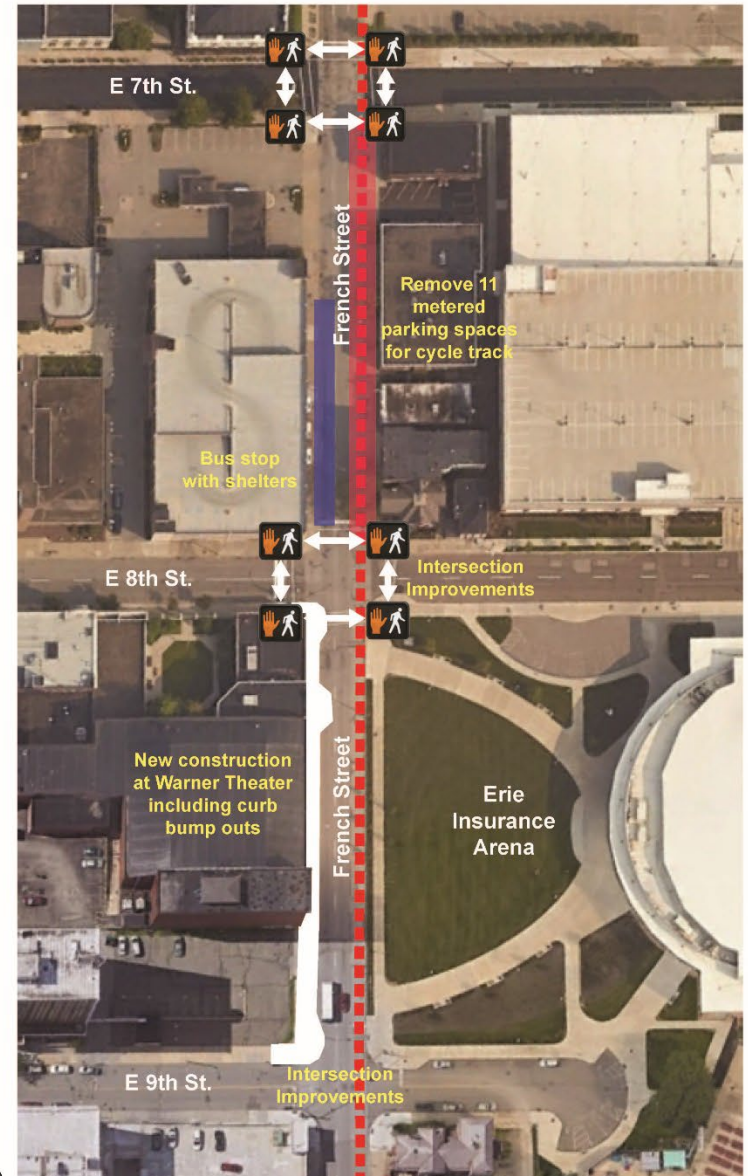 E 7th St.
French Street
Remove 11
metered
parking spaces
for cycle track
Bus stop
with shelters
E 8th St.
Intersection
Improvements
New construction
at Warner Theater
including curb
bump outs
French Street
Erie
Insurance
Arena
E 9th St.
Intersection
Improvements